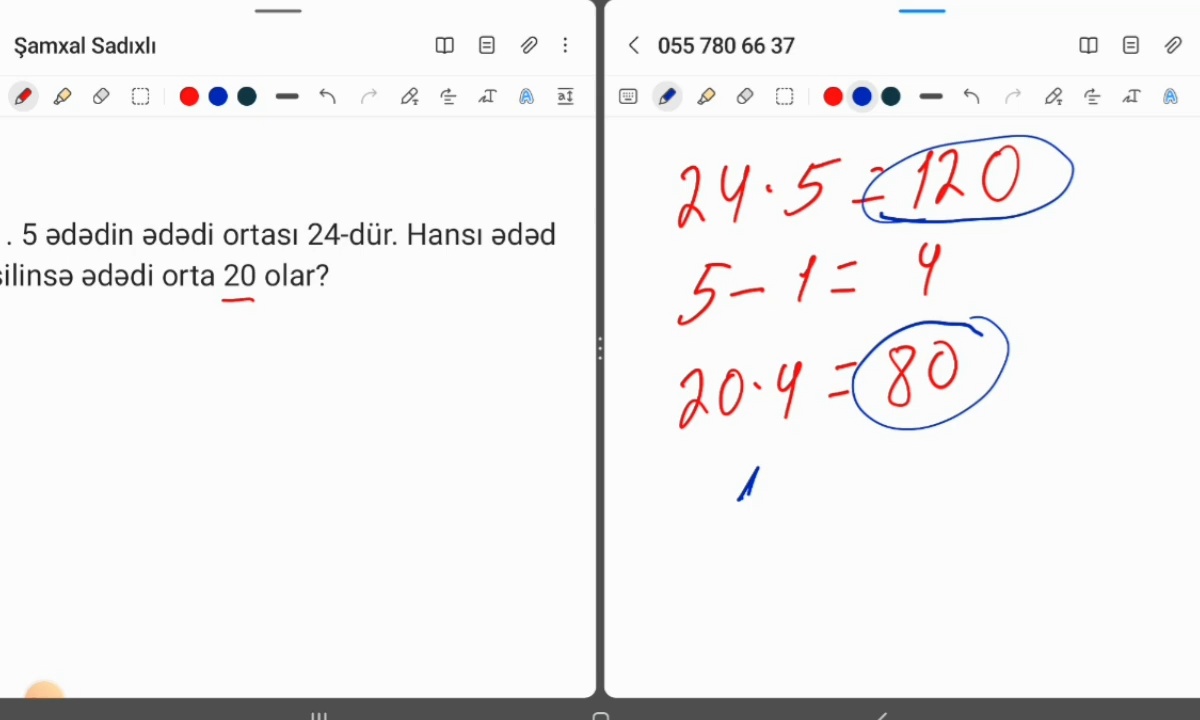 Şamxal Sadıxlı
. 5 ədədin ədədi ortası 24-dür. Hansı ədəd
silinsə ədədi orta 20 olar?
055 780 66 37
24 · 5 = 120
5 - 1 = 4
20 · 4 = 80
1